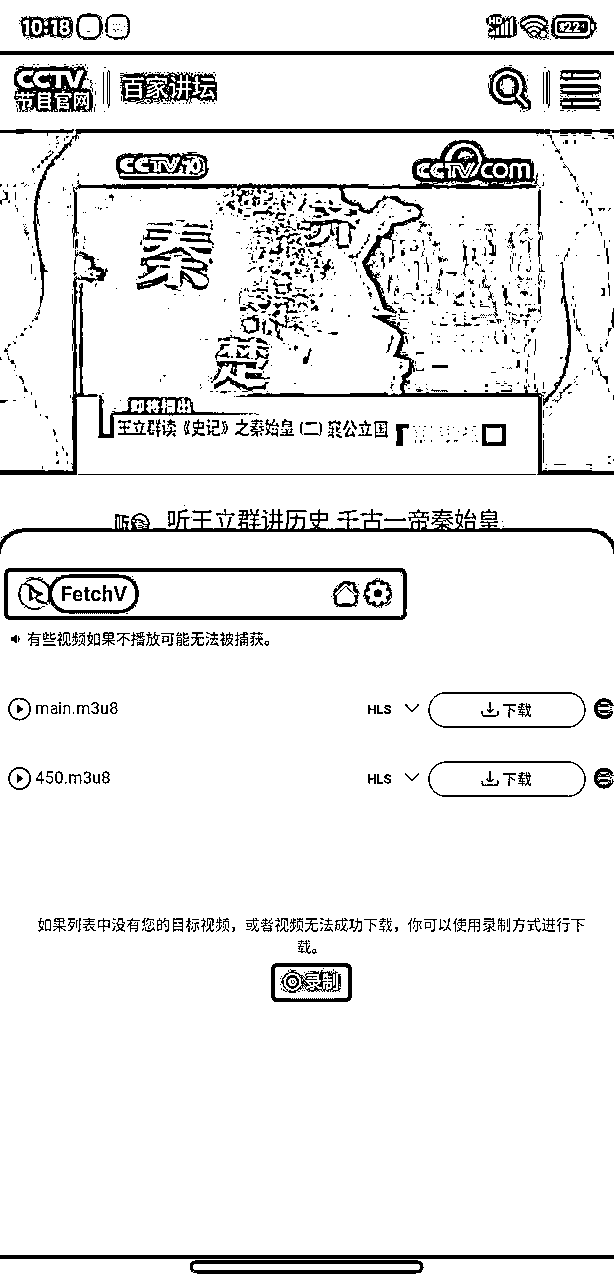 10:18 HD 22
CCTV 节目官网 百家讲坛
CCTV 10 CCTV com
秦
齐
楚
即将播出
王立群读《史记》之秦始皇 (二) 寇公立国
听王立群讲历史 千古一帝秦始皇
FetchV
有些视频如果不播放可能无法被捕获。
main.m3u8 HLS 下载
450.m3u8 HLS 下载
如果列表中没有您的目标视频，或者视频无法成功下载，你可以使用录制方式进行下
载。
录制